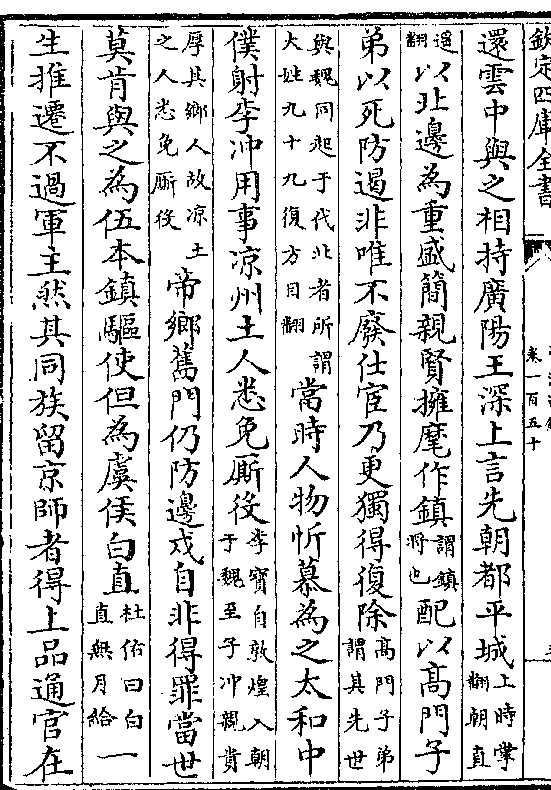 欽定四庫全書
卷一百五十
還雲中與之相持廣陽王深上言先朝都平城上時掌翻朝直
遥翻以北邊為重盛簡親賢擁麾作鎮謂鎮將也配以髙門子
弟以死防遏非唯不廢仕宦乃更獨得復除髙門子弟謂其先世
與魏同起于代北者所謂大姓九十九復方目翻當時人物忻慕為之太和中
僕射李冲用事凉州土人悉免厮役李寶自敦煌入朝于魏至子冲親貴
厚其鄉人故凉土之人悉免厮役帝鄉舊門仍防邊戍自非得罪當世
莫肯與之為伍本鎮驅使但為虞候白直杜佑曰白直無月給一
生推遷不過軍主然其同族留京師者得上品通官在